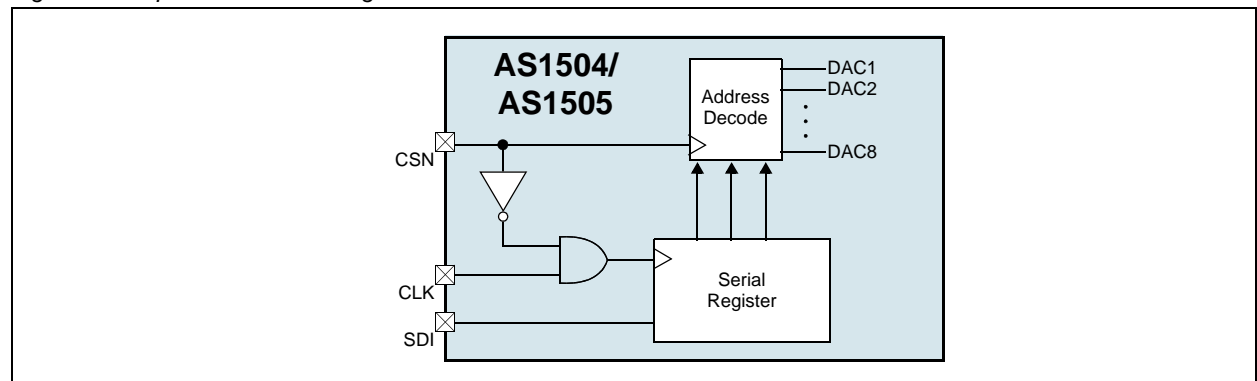 AS1504/
AS1505
Address
Decode
DAC1
DAC2
DAC8
CSN
CLK
SDI
Serial
Register